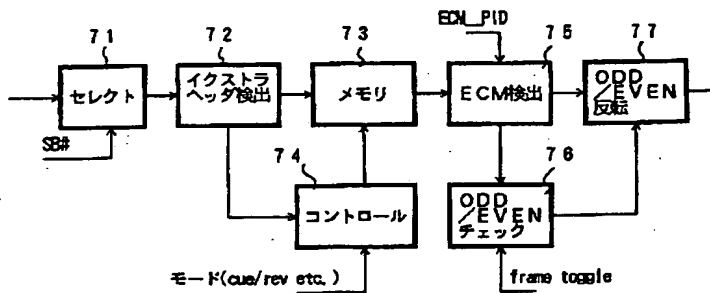 ECM_PID
71
72
73
75
77
セレクト
イクストラ
ヘッダ検出
メモリ
ECM検出
ODD
/EVEN
反転
SB#
74
76
コントロール
ODD
/EVEN
チェック
モード(cue/rev etc.)
frame toggle